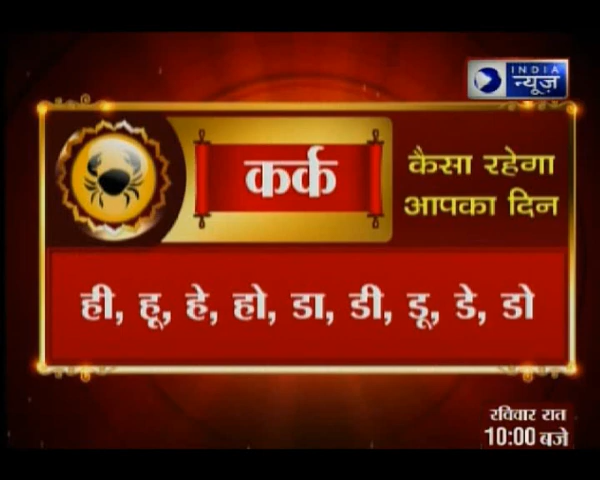 INDIA
न्यूज़
कर्क
कैसा रहेगा
आपका दिन
ही, हू, हे, हो, डा, डी, डू, डे, डो
रविवार रात
10:00 बजे